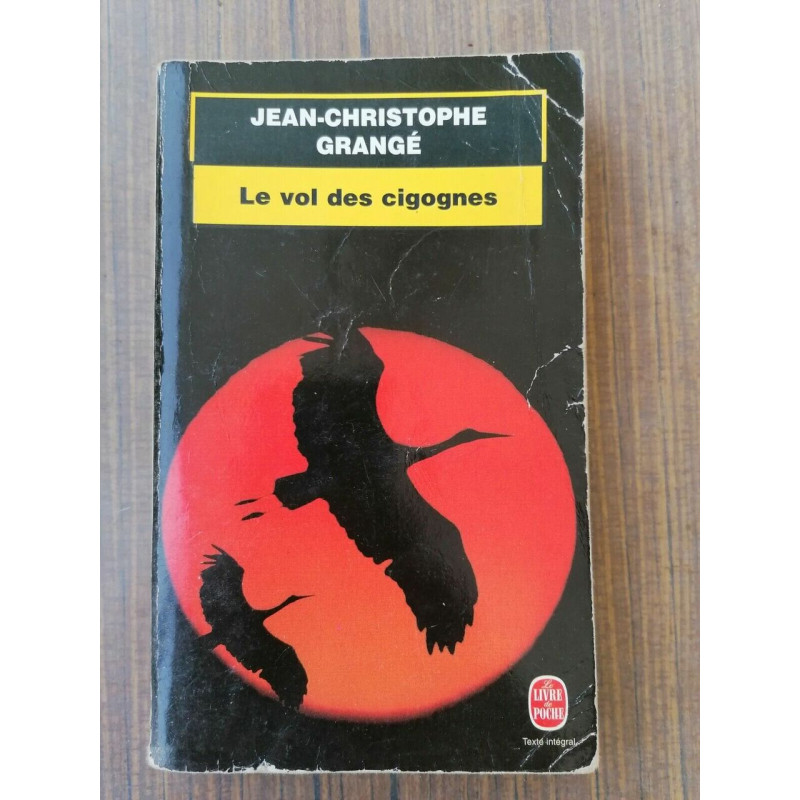 JEAN-CHRISTOPHE
GRANGÉ
Le vol des cigognes
Le
LIVRE
de
POCHE
Texte intégral